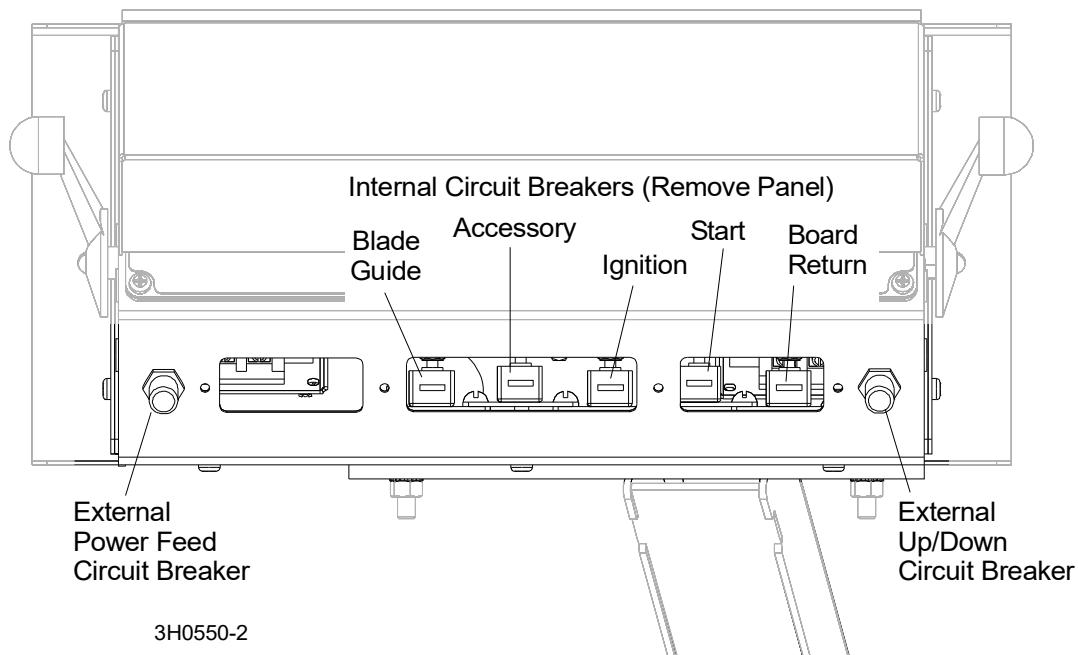 Internal Circuit Breakers (Remove Panel)
Blade
Guide
Accessory
Ignition
Start
Board
Return
External
Power Feed
Circuit Breaker
External
Up/Down
Circuit Breaker
3H0550-2